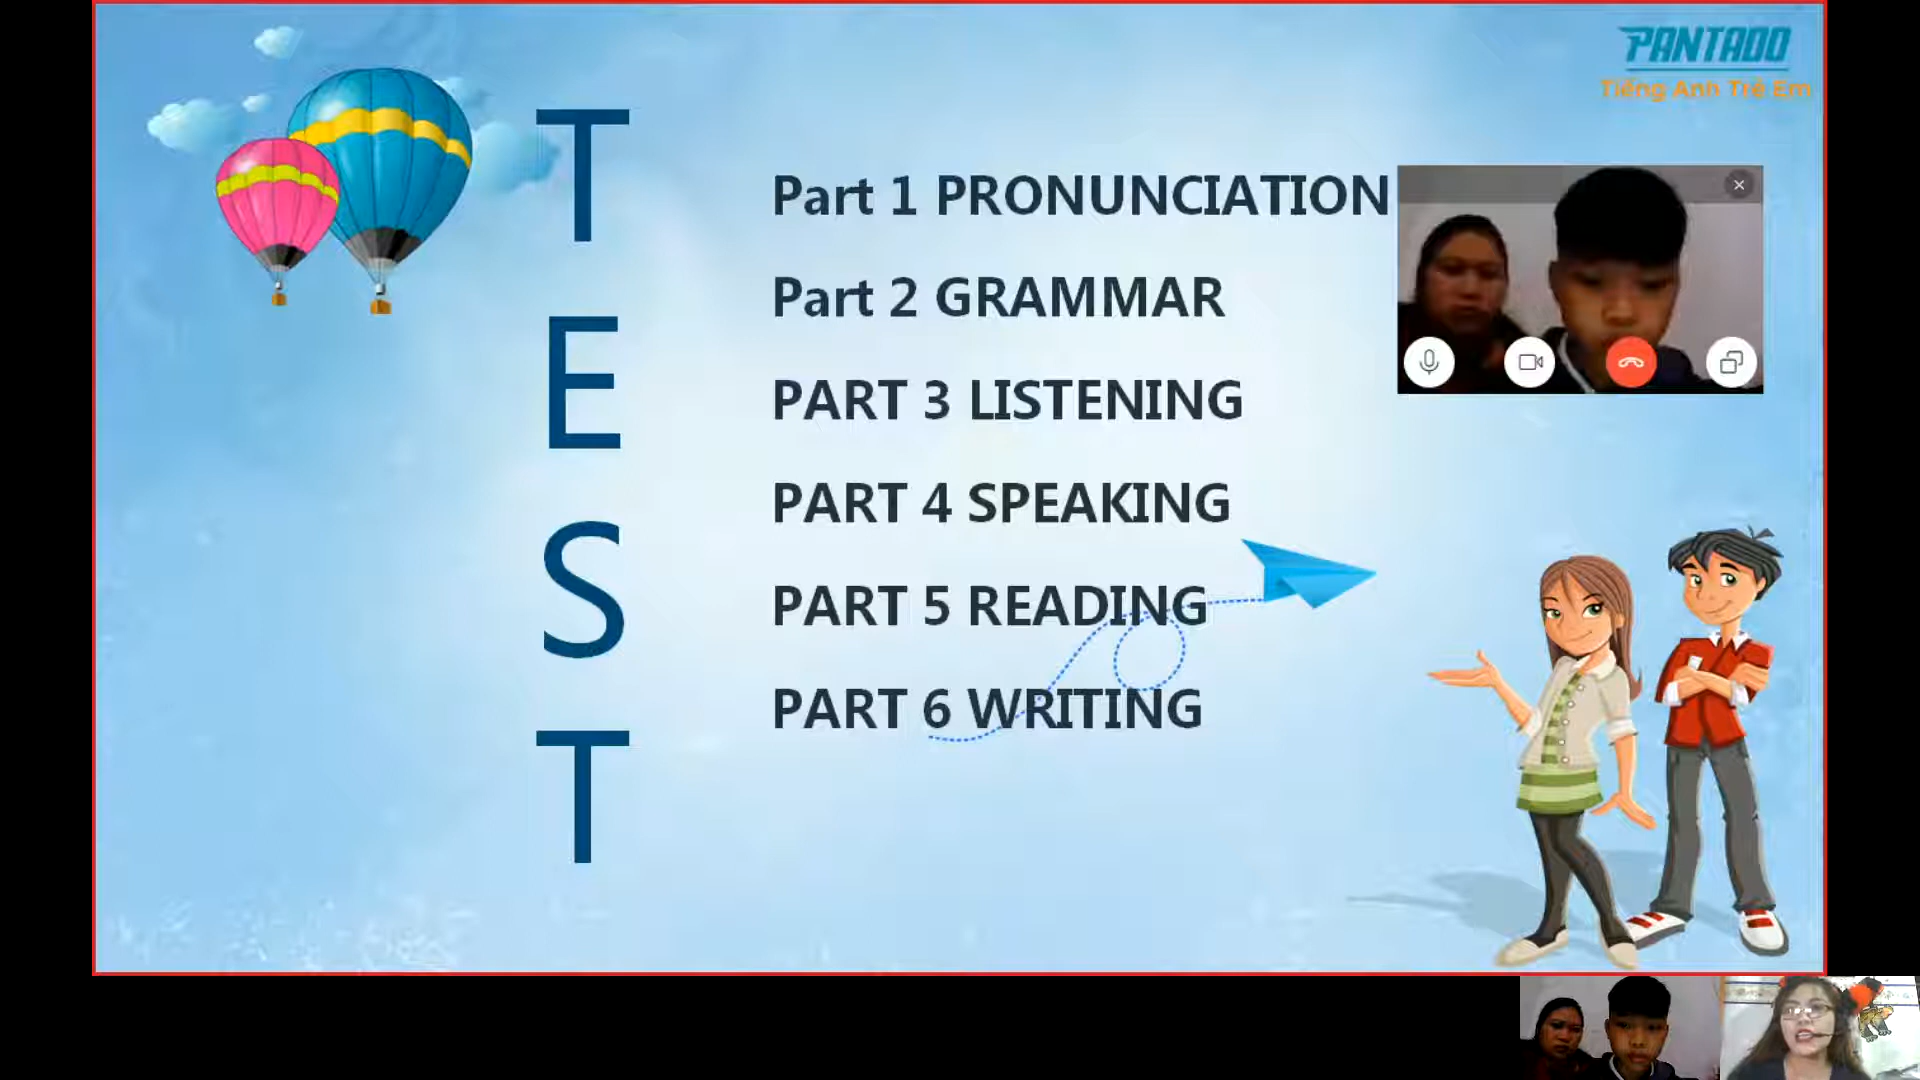 PANTADO
Tiếng Anh Trẻ Em
TEST
Part 1 PRONUNCIATION
Part 2 GRAMMAR
PART 3 LISTENING
PART 4 SPEAKING
PART 5 READING
PART 6 WRITING